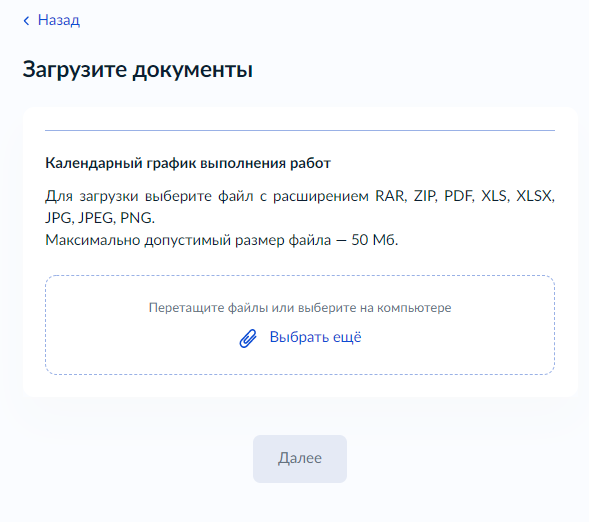 Назад
Загрузите документы
Календарный график выполнения работ
Для загрузки выберите файл с расширением RAR, ZIP, PDF, XLS, XLSX,
JPG, JPEG, PNG.
Максимально допустимый размер файла — 50 Мб.
Перетащите файлы или выберите на компьютере
Выбрать ещё
Далее